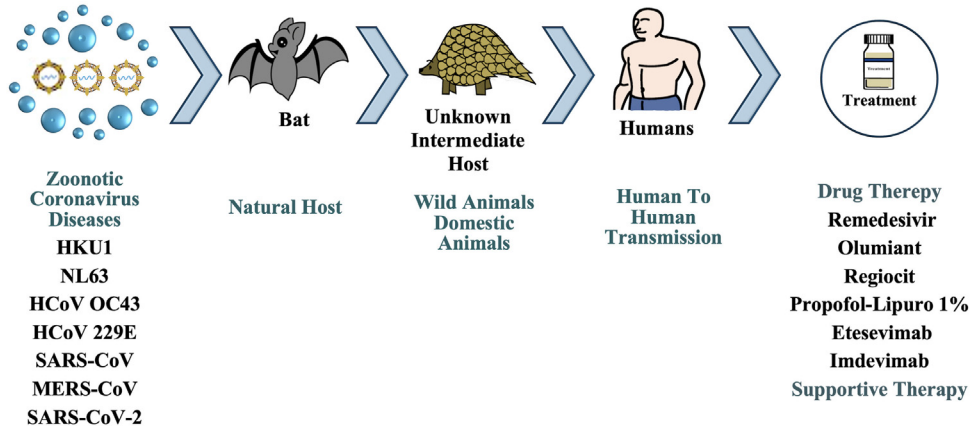 Zoonotic
Coronavirus
Diseases
HKU1
NL63
HCoV OC43
HCoV 229E
SARS-CoV
MERS-CoV
SARS-CoV-2
Bat
Natural Host
Unknown
Intermediate
Host
Wild Animals
Domestic
Animals
Humans
Human To
Human
Transmission
Treatment
Treatment
Drug Therepy
Remedesivir
Olumiant
Regiocit
Propofol-Lipuro 1%
Etesevimab
Imdevimab
Supportive Therapy